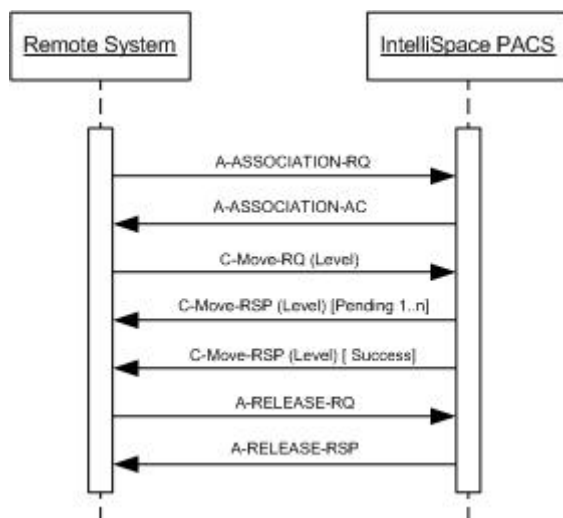 Remote System
IntelliSpace PACS
A-ASSOCIATION-RQ
A-ASSOCIATION-AC
C-Move-RQ (Level)
C-Move-RSP (Level) [Pending 1..n]
C-Move-RSP (Level) [ Success]
A-RELEASE-RQ
A-RELEASE-RSP